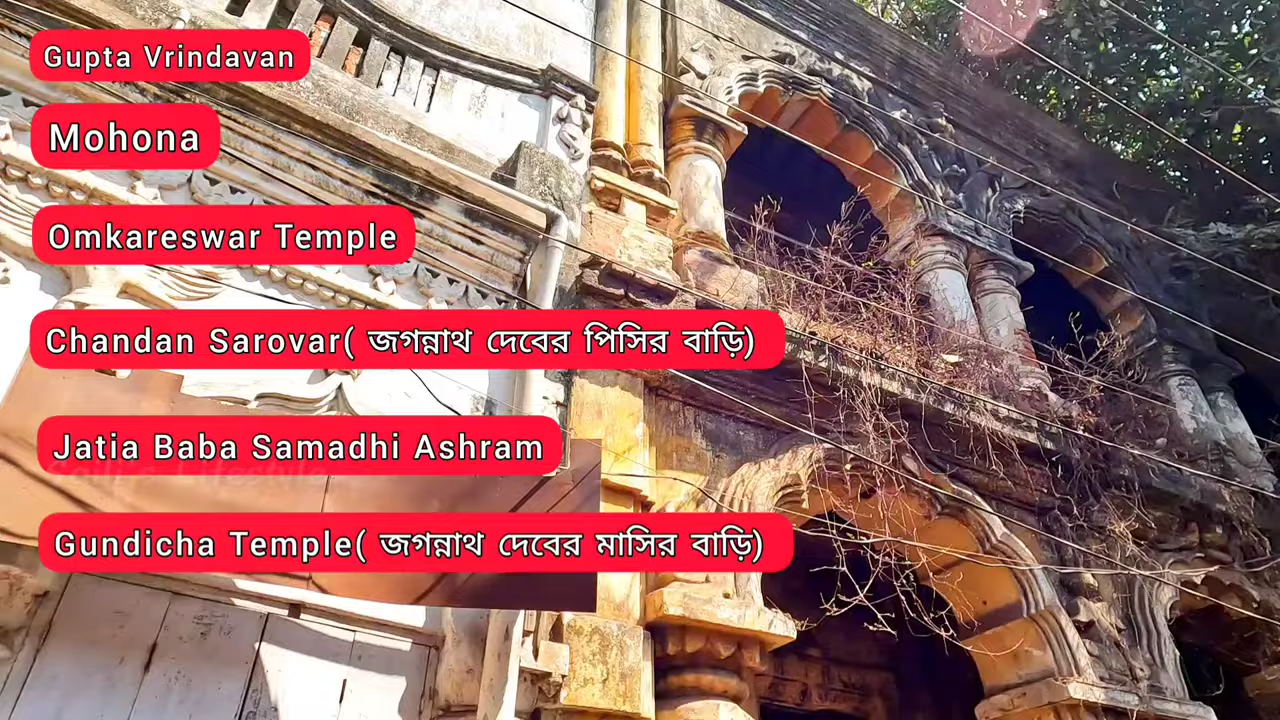 Gupta Vrindavan
Mohona
Omkareswar Temple
Chandan Sarovar( জগন্নাথ দেবের পিসির বাড়ি)
Jatia Baba Samadhi Ashram
Gundicha Temple( জগন্নাথ দেবের মাসির বাড়ি)